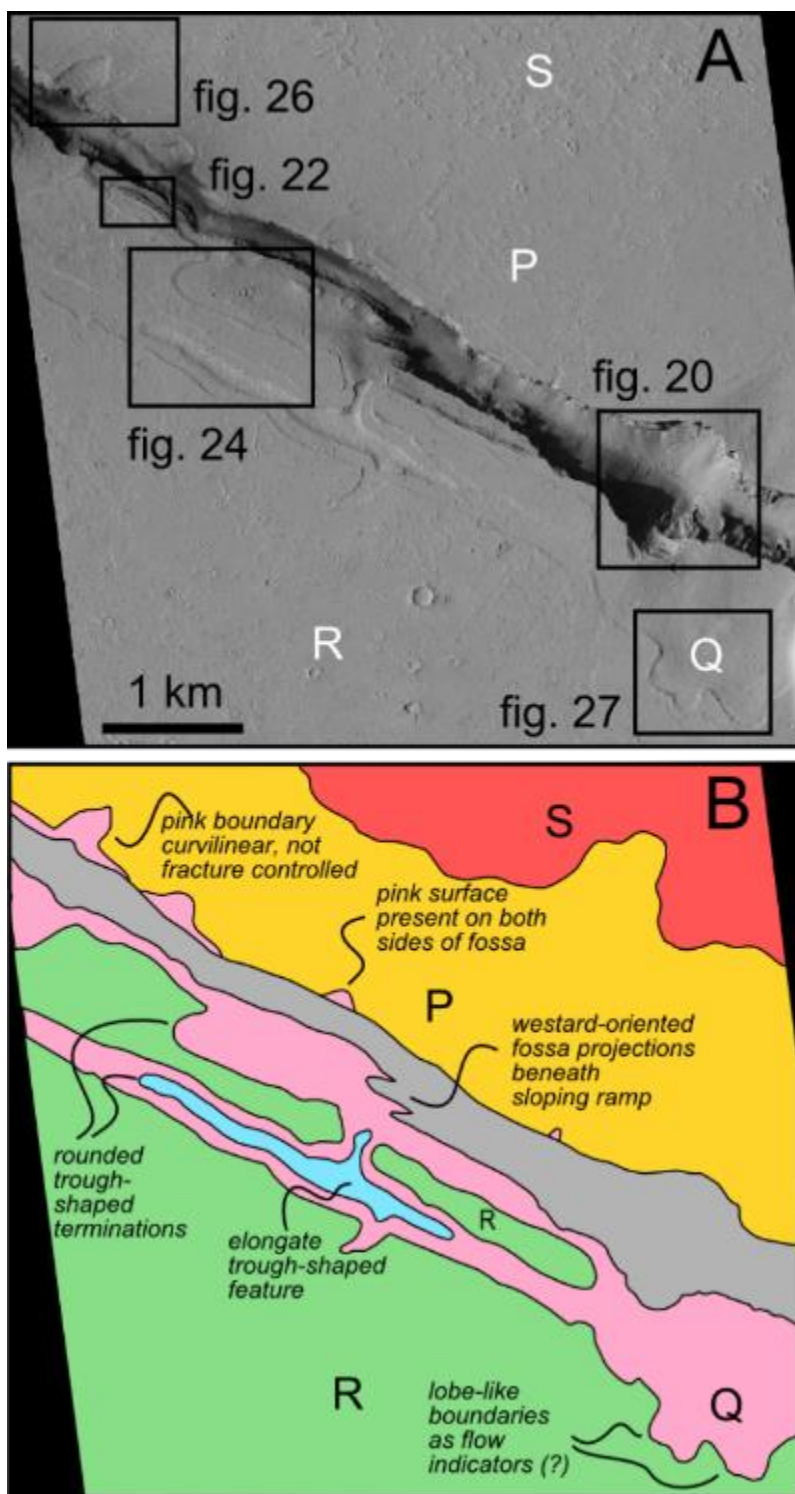 A
S
fig. 26
fig. 22
P
fig. 20
fig. 24
R
Q
1 km
fig. 27
B
S
pink boundary
curvilinear, not
fracture controlled
pink surface
present on both
sides of fossa
P
westard-oriented
fossa projections
beneath
sloping ramp
rounded
trough-
shaped
terminations
R
elongate
trough-shaped
feature
R
lobe-like
boundaries
as flow
indicators (?)
Q